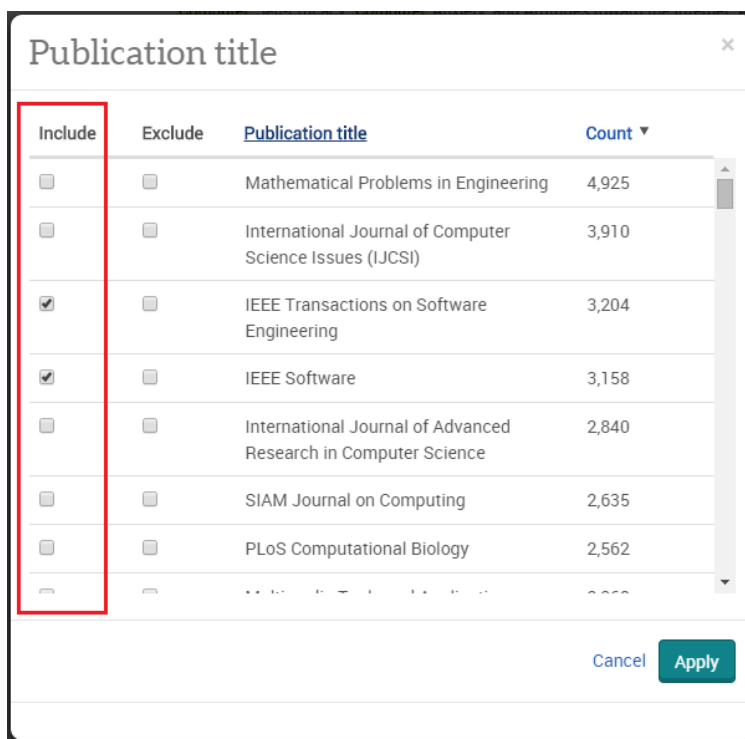 Publication title
Include Exclude Publication title Count
Mathematical Problems in Engineering 4,925
International Journal of Computer 3,910
Science Issues (IJCSI)
IEEE Transactions on Software 3,204
Engineering
IEEE Software 3,158
International Journal of Advanced 2,840
Research in Computer Science
SIAM Journal on Computing 2,635
PLoS Computational Biology 2,562
Cancel Apply